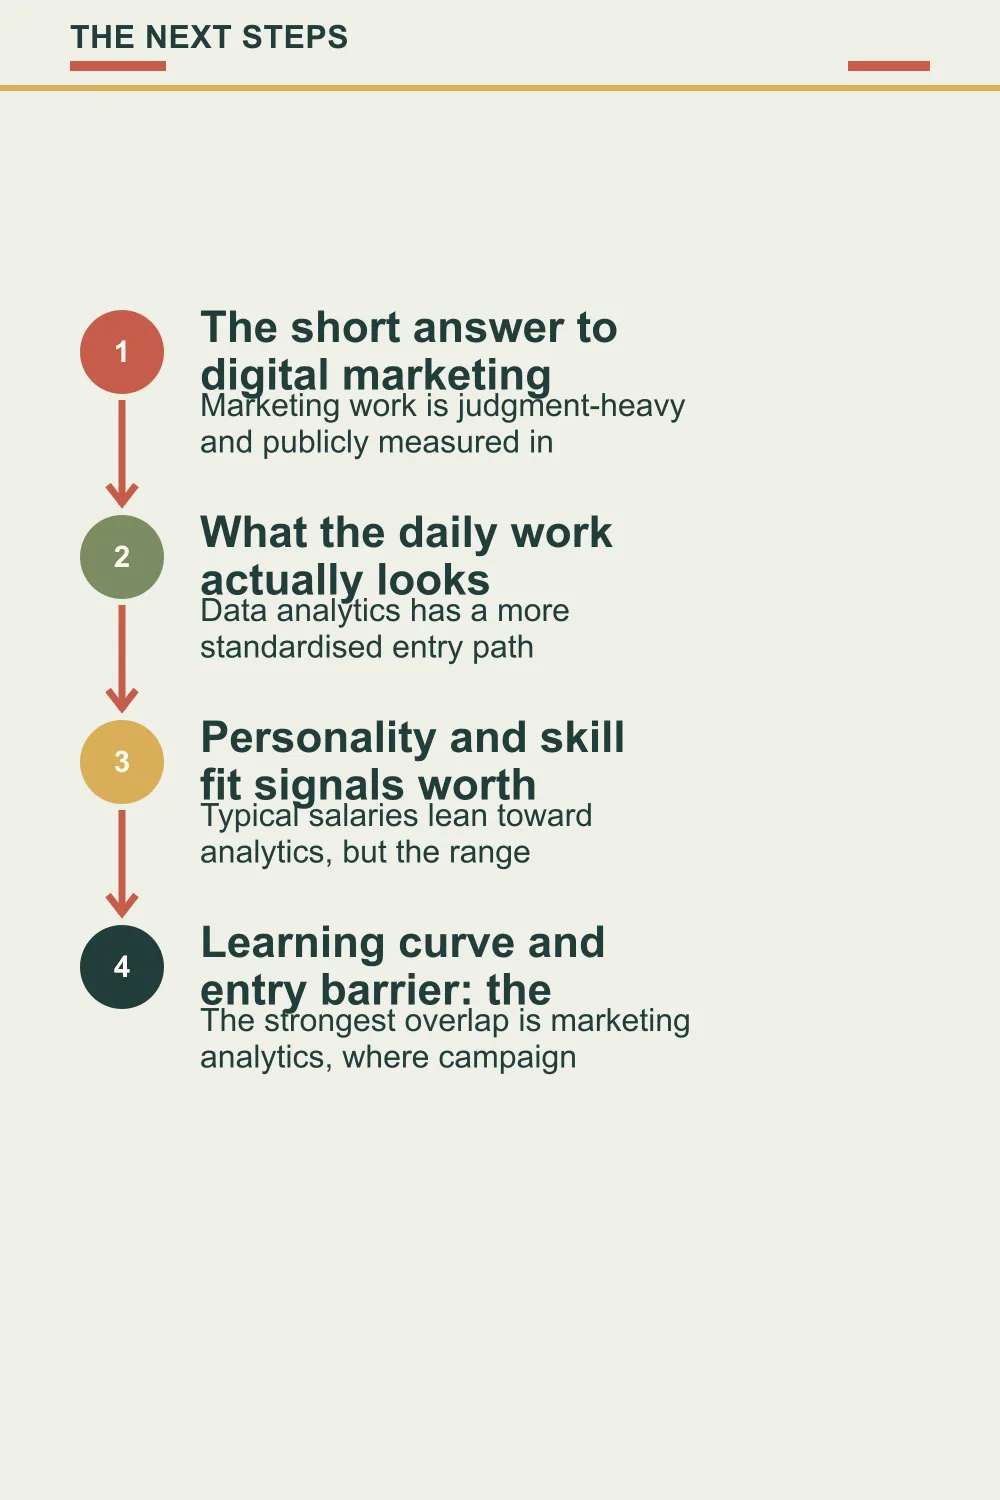 THE NEXT STEPS
1
The short answer to
digital marketing
Marketing work is judgment-heavy
and publicly measured in
2
What the daily work
actually looks
Data analytics has a more
standardised entry path
3
Personality and skill
fit signals worth
Typical salaries lean toward
analytics, but the range
4
Learning curve and
entry barrier: the
The strongest overlap is marketing
analytics, where campaign